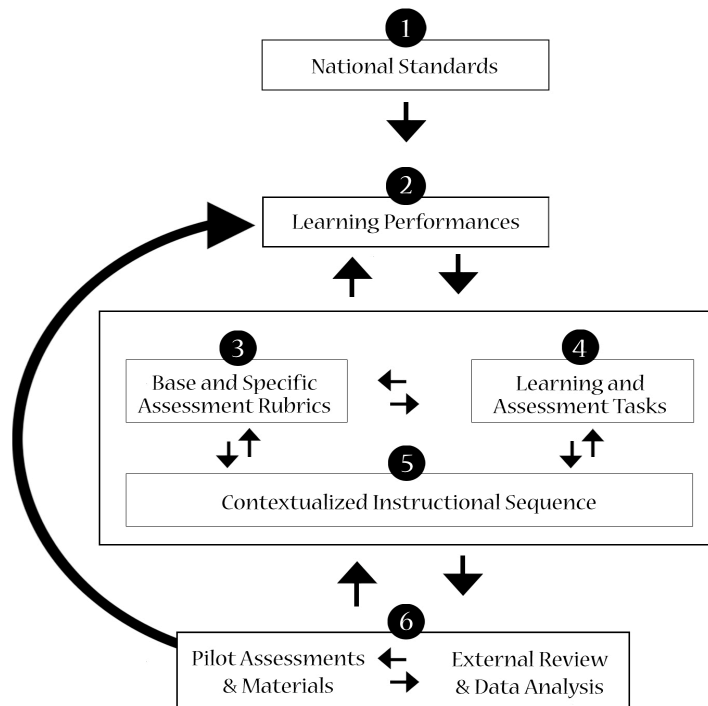 1
National Standards
2
Learning Performances
3
Base and Specific
Assessment Rubrics
4
Learning and
Assessment Tasks
5
Contextualized Instructional Sequence
6
Pilot Assessments
& Materials
External Review
& Data Analysis